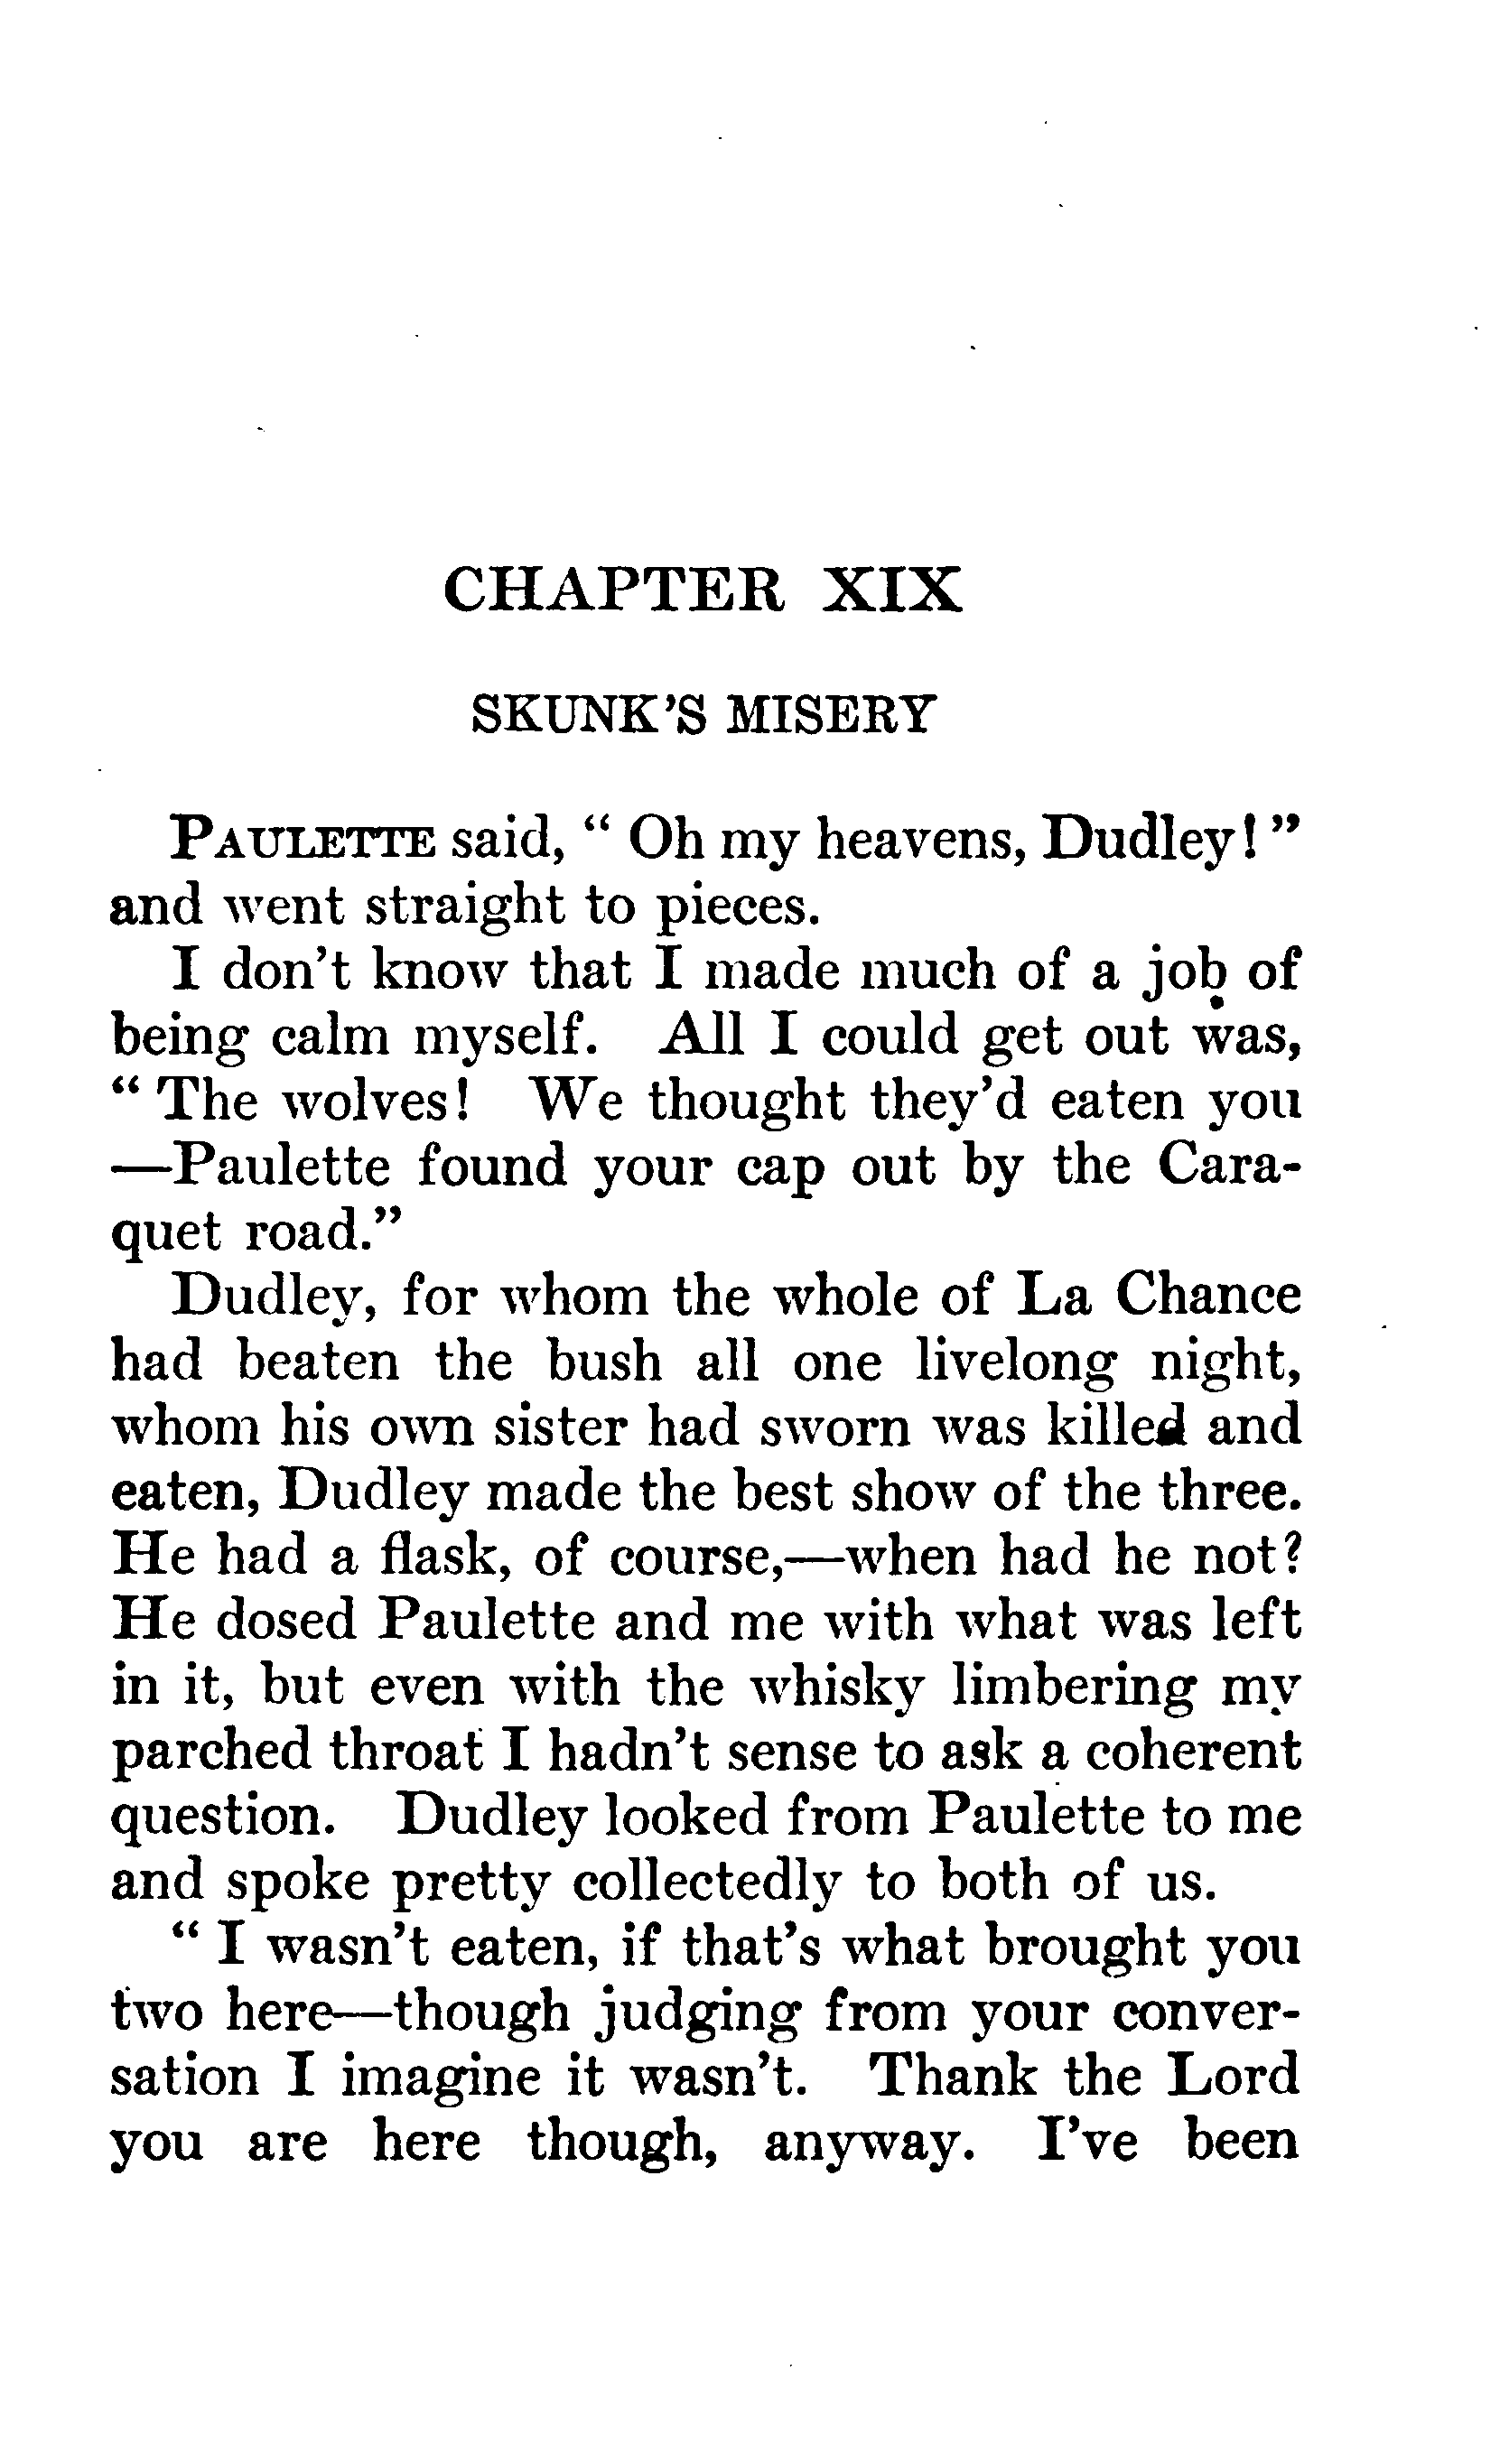 CHAPTER XIX
SKUNK'S MISERY
PAULETTE said, " Oh my heavens, Dudley! "
and went straight to pieces.
I don't know that I made much of a job of
being calm myself. All I could get out was,
" The wolves! We thought they'd eaten you
—Paulette found your cap out by the Cara-
quet road."
Dudley, for whom the whole of La Chance
had beaten the bush all one livelong night,
whom his own sister had sworn was killed and
eaten, Dudley made the best show of the three.
He had a flask, of course,—when had he not?
He dosed Paulette and me with what was left
in it, but even with the whisky limbering my
parched throat I hadn't sense to ask a coherent
question. Dudley looked from Paulette to me
and spoke pretty collectedly to both of us.
" I wasn't eaten, if that's what brought you
two here—though judging from your conver-
sation I imagine it wasn't. Thank the Lord
you are here though, anyway. I've been